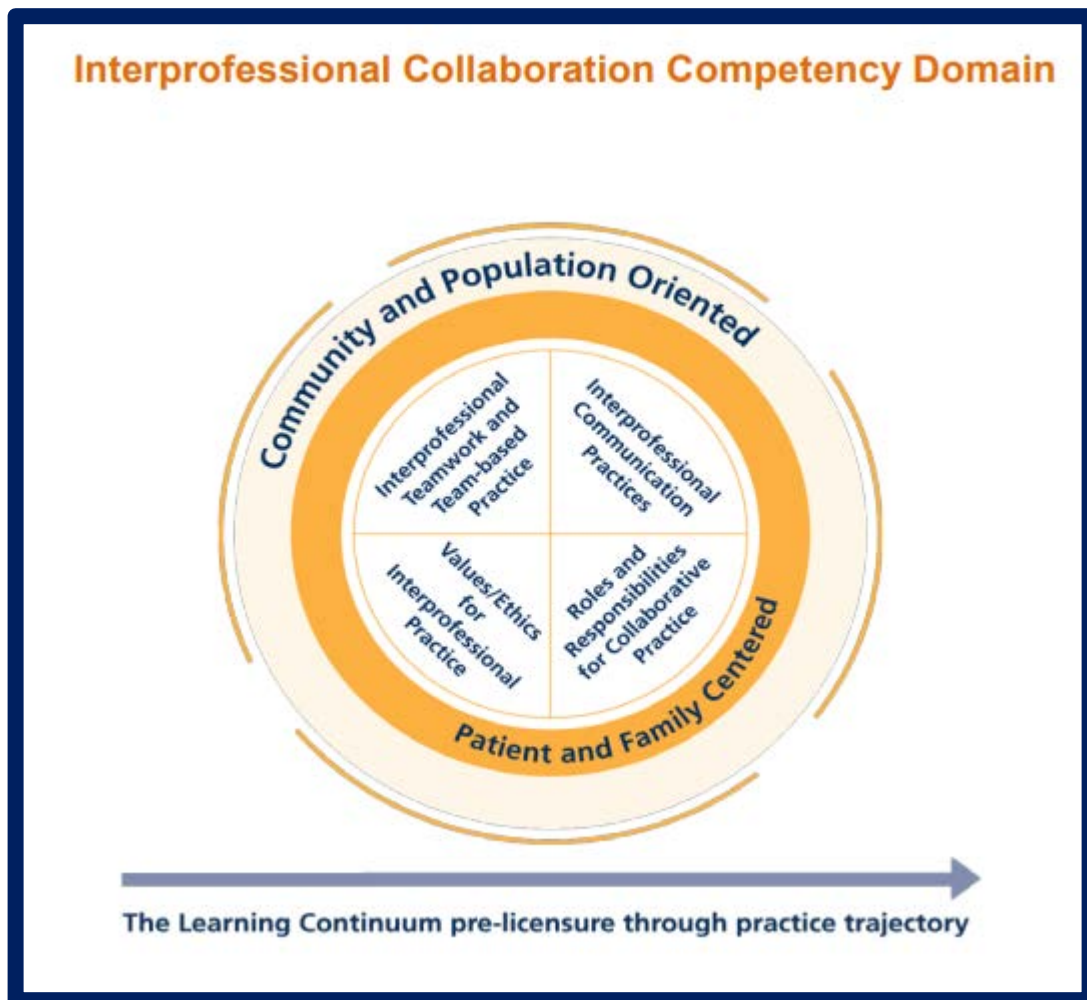 Interprofessional Collaboration Competency Domain
Community and Population Oriented
Interprofessional
Teamwork and
Team-based
Practice
Interprofessional
Communication
Practices
Values/Ethics
for
Interprofessional
Practice
Roles and
Responsibilities
for Collaborative
Practice
Patient and Family Centered
The Learning Continuum pre-licensure through practice trajectory